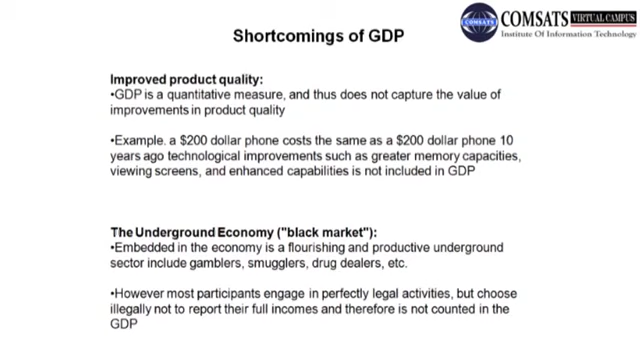 COMSATS VIRTUAL CAMPUS
COMSATS
Institute Of Information Technology
Shortcomings of GDP
Improved product quality:
•GDP is a quantitative measure, and thus does not capture the value of
improvements in product quality
•Example. a $200 dollar phone costs the same as a $200 dollar phone 10
years ago technological improvements such as greater memory capacities,
viewing screens, and enhanced capabilities is not included in GDP
The Underground Economy ("black market"):
•Embedded in the economy is a flourishing and productive underground
sector include gamblers, smugglers, drug dealers, etc.
•However most participants engage in perfectly legal activities, but choose
illegally not to report their full incomes and therefore is not counted in the
GDP